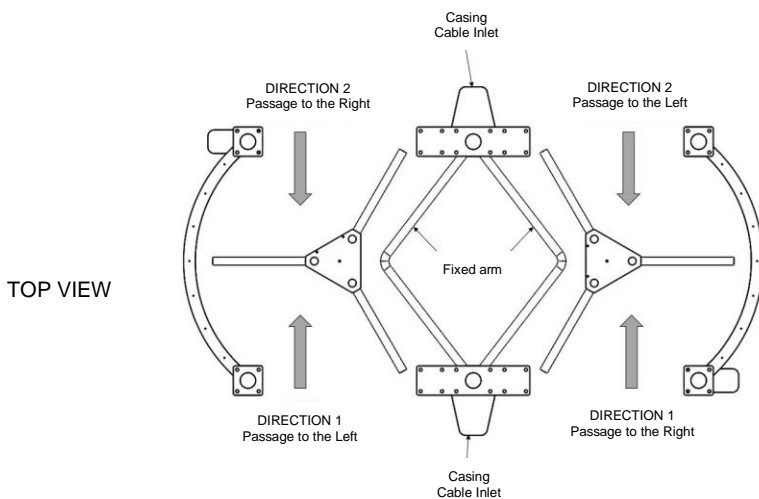 Casing
Cable Inlet
DIRECTION 2
Passage to the Right
DIRECTION 2
Passage to the Left
TOP VIEW
Fixed arm
DIRECTION 1
Passage to the Left
DIRECTION 1
Passage to the Right
Casing
Cable Inlet